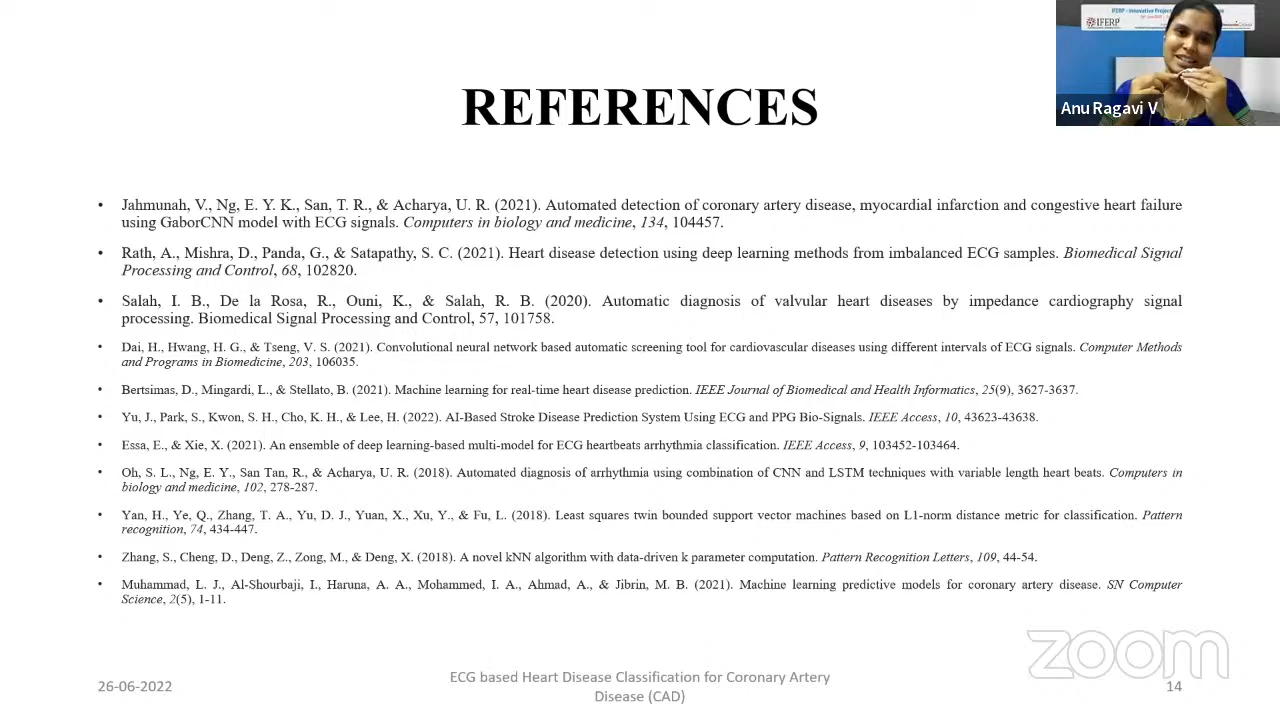 IFERP - Innovative Project
IFERP
Anu Ragavi V
REFERENCES
• Jahmunah, V., Ng, E. Y. K., San, T. R., & Acharya, U. R. (2021). Automated detection of coronary artery disease, myocardial infarction and congestive heart failure
using GaborCNN model with ECG signals. Computers in biology and medicine, 134, 104457.
• Rath, A., Mishra, D., Panda, G., & Satapathy, S. C. (2021). Heart disease detection using deep learning methods from imbalanced ECG samples. Biomedical Signal
Processing and Control, 68, 102820.
• Salah, I. B., De la Rosa, R., Ouni, K., & Salah, R. B. (2020). Automatic diagnosis of valvular heart diseases by impedance cardiography signal
processing. Biomedical Signal Processing and Control, 57, 101758.
• Dai, H., Hwang, H. G., & Tseng, V. S. (2021). Convolutional neural network based automatic screening tool for cardiovascular diseases using different intervals of ECG signals. Computer Methods
and Programs in Biomedicine, 203, 106035.
• Bertsimas, D., Mingardi, L., & Stellato, B. (2021). Machine learning for real-time heart disease prediction. IEEE Journal of Biomedical and Health Informatics, 25(9), 3627-3637.
• Yu, J., Park, S., Kwon, S. H., Cho, K. H., & Lee, H. (2022). AI-Based Stroke Disease Prediction System Using ECG and PPG Bio-Signals. IEEE Access, 10, 43623-43638.
• Essa, E., & Xie, X. (2021). An ensemble of deep learning-based multi-model for ECG heartbeats arrhythmia classification. IEEE Access, 9, 103452-103464.
• Oh, S. L., Ng, E. Y., San Tan, R., & Acharya, U. R. (2018). Automated diagnosis of arrhythmia using combination of CNN and LSTM techniques with variable length heart beats. Computers in
biology and medicine, 102, 278-287.
• Yan, H., Ye, Q., Zhang, T. A., Yu, D. J., Yuan, X., Xu, Y., & Fu, L. (2018). Least squares twin bounded support vector machines based on L1-norm distance metric for classification. Pattern
recognition, 74, 434-447.
• Zhang, S., Cheng, D., Deng, Z., Zong, M., & Deng, X. (2018). A novel kNN algorithm with data-driven k parameter computation. Pattern Recognition Letters, 109, 44-54.
• Muhammad, L. J., Al-Shourbaji, I., Haruna, A. A., Mohammed, I. A., Ahmad, A., & Jibrin, M. B. (2021). Machine learning predictive models for coronary artery disease. SN Computer
Science, 2(5), 1-11.
zoom
26-06-2022
ECG based Heart Disease Classification for Coronary Artery
Disease (CAD)
14